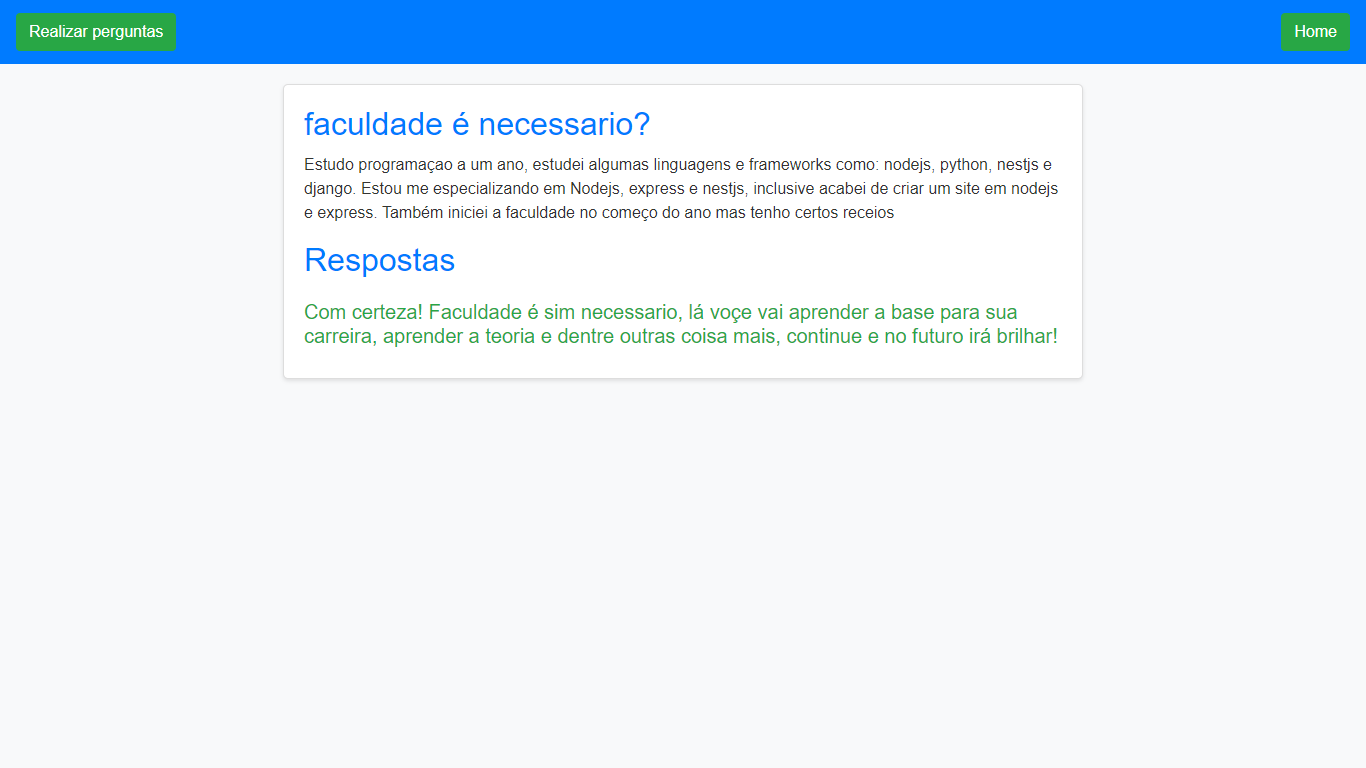 Realizar perguntas
Home
faculdade é necessario?
Estudo programaçao a um ano, estudei algumas linguagens e frameworks como: nodejs, python, nestjs e
django. Estou me especializando em Nodejs, express e nestjs, inclusive acabei de criar um site em nodejs
e express. Também iniciei a faculdade no começo do ano mas tenho certos receios
Respostas
Com certeza! Faculdade é sim necessario, lá voçe vai aprender a base para sua
carreira, aprender a teoria e dentre outras coisa mais, continue e no futuro irá brilhar!